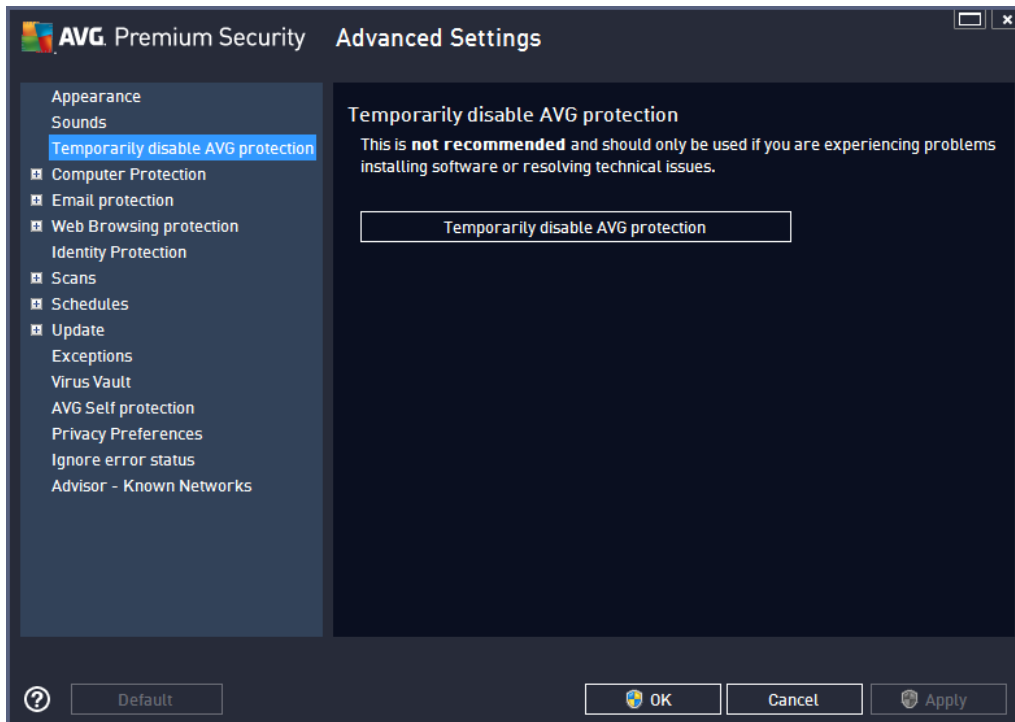 AVG. Premium Security
Advanced Settings
Appearance
Sounds
Temporarily disable AVG protection
Computer Protection
Email protection
Web Browsing protection
Identity Protection
Scans
Schedules
Update
Exceptions
Virus Vault
AVG Self protection
Privacy Preferences
Ignore error status
Advisor - Known Networks
Temporarily disable AVG protection
This is not recommended and should only be used if you are experiencing problems
installing software or resolving technical issues.
Temporarily disable AVG protection
Default
OK
Cancel
Apply